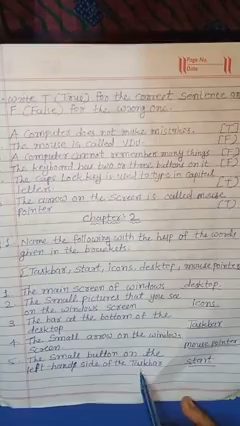 Page No.
Date
Write T (True) for the correct sentence or
F (False) for the wrong one.
A Computer does not make mistakes. [T]
The mouse is called VDU. [F]
A Computer cannot remember many things. [F]
The keyboard has two or three buttons on it. [F]
The Caps Lock key is used to type in capital
letters. [T]
The arrow on the Screen is called mouse
pointer (T)
Chapter:- 2
1. Name the following with the help of the words
given in the brackets:
[ Taskbar, start, icons, desktop, mouse pointer
1. The main screen of windows desktop.
2. The Small pictures that you see
on the windows screen icons.
3 The bar at the bottom of the
desktop Taskbar
4. The Small arrow on the windows
Screen mouse pointer
5. The Small button on the
left hand side of the Taskbar start